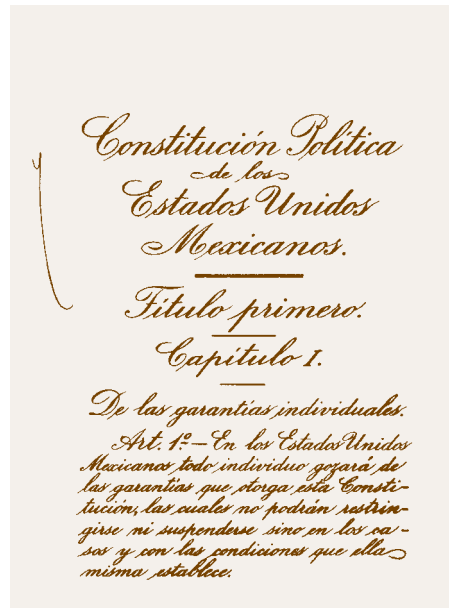 Constitución Política
de los
Estados Unidos
Mexicanos.
Título primero.
Capítulo I.
De las garantías individuales.
Art. 1º.—En los Estados Unidos
Mexicanos todo individuo gozará de
las garantías que otorga esta Consti-
tución, las cuales no podrán restrin-
girse ni suspenderse sino en los ca-
sos y con las condiciones que ella
misma establece.